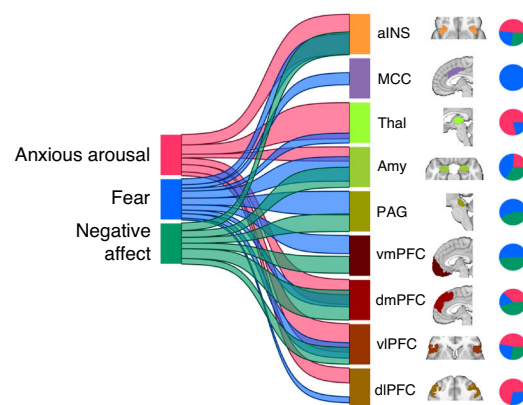 aINS
MCC
Thal
Anxious arousal
Amy
Fear
PAG
Negative
affect
vmPFC
dmPFC
vlPFC
dlPFC